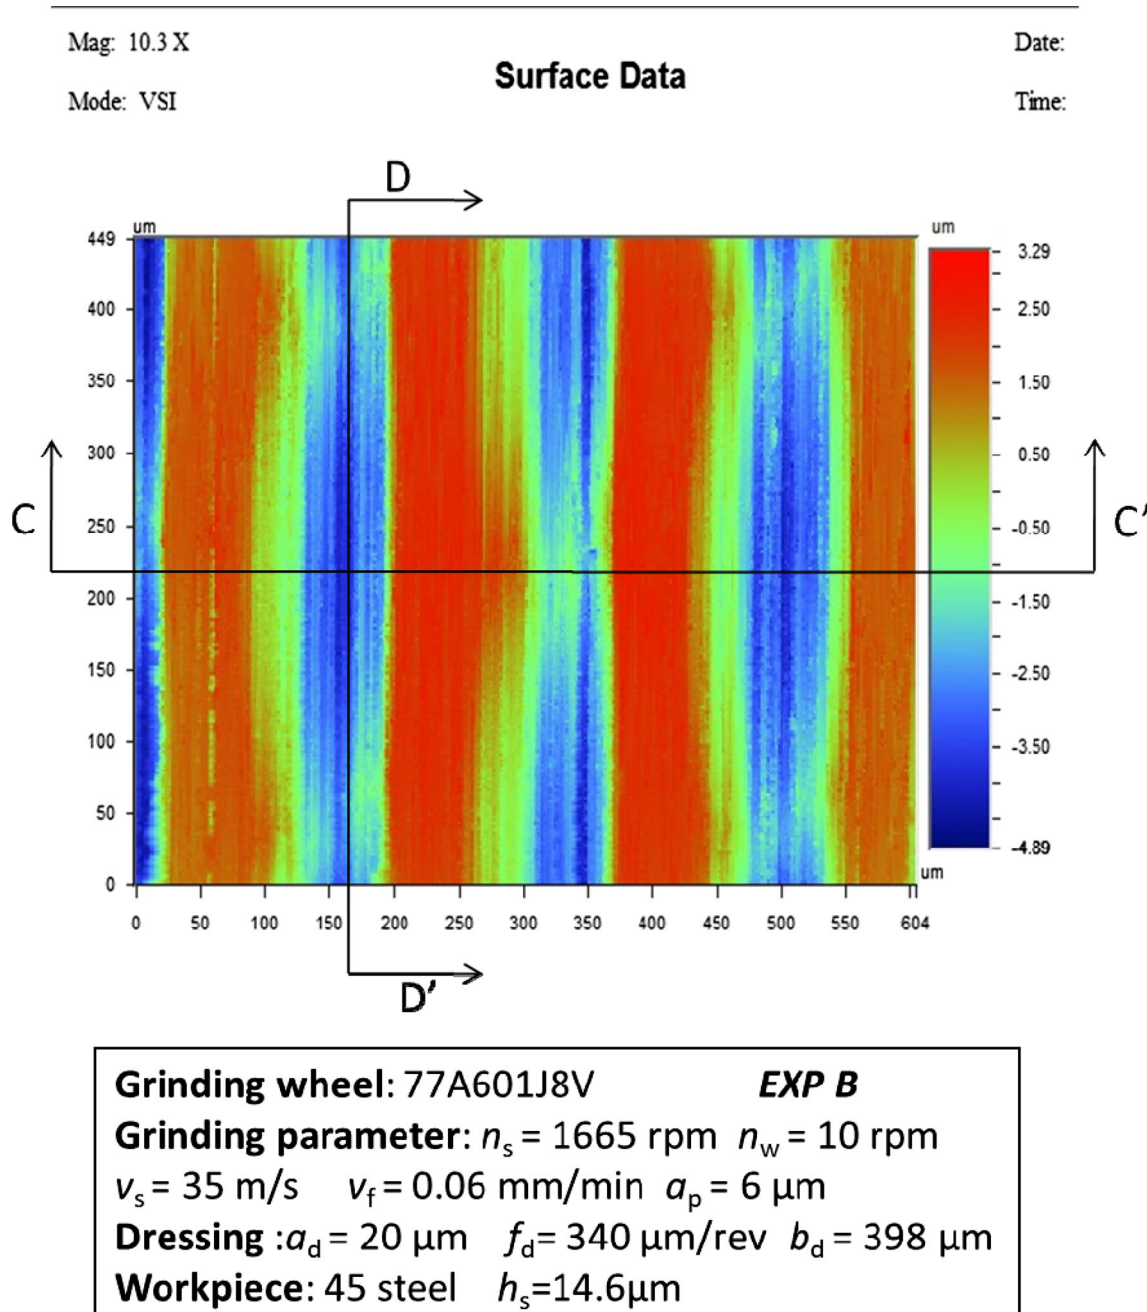 Mag: 10.3 X
Date:
Surface Data
Mode: VSI
Time:
D
um
um
449
400
350
300
250
200
150
100
50
0
3.29
2.50
1.50
0.50
-0.50
-1.50
-2.50
-3.50
-4.89
um
C
C′
0 50 100 150 200 250 300 350 400 450 500 550 604
D′
Grinding wheel: 77A601J8V EXP B
Grinding parameter: ns = 1665 rpm nw = 10 rpm
vs = 35 m/s vf = 0.06 mm/min ap = 6 μm
Dressing :ad = 20 μm fd= 340 μm/rev bd = 398 μm
Workpiece: 45 steel hs=14.6μm